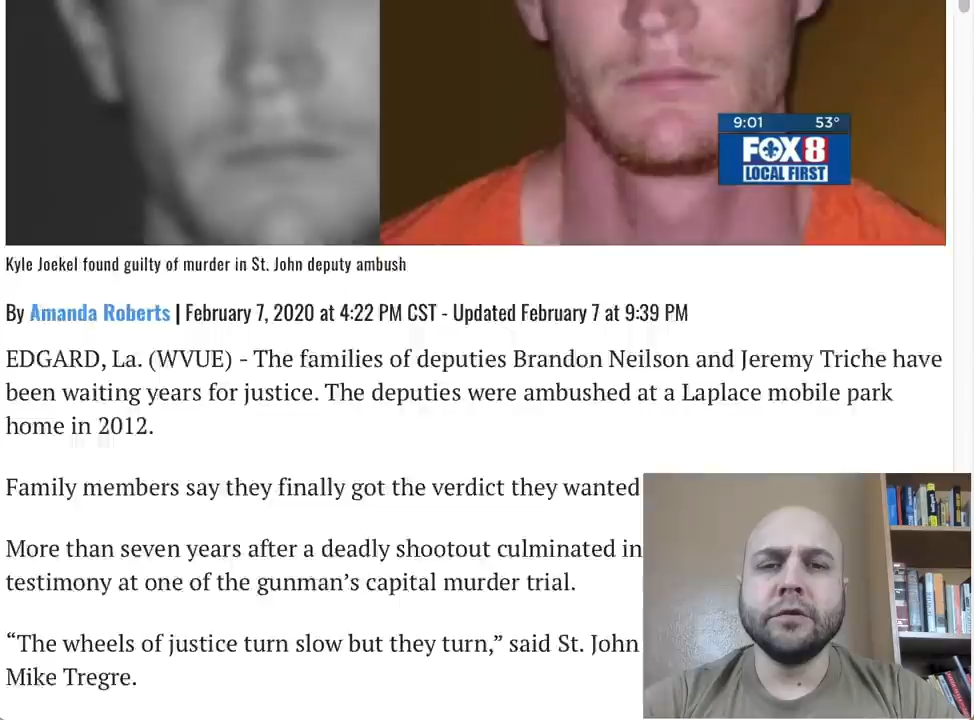 9:01 53°
FOX 8
LOCAL FIRST
Kyle Joekel found guilty of murder in St. John deputy ambush
By Amanda Roberts | February 7, 2020 at 4:22 PM CST - Updated February 7 at 9:39 PM
EDGARD, La. (WVUE) - The families of deputies Brandon Neilson and Jeremy Triche have
been waiting years for justice. The deputies were ambushed at a Laplace mobile park
home in 2012.
Family members say they finally got the verdict they wanted
More than seven years after a deadly shootout culminated in
testimony at one of the gunman’s capital murder trial.
“The wheels of justice turn slow but they turn,” said St. John
Mike Tregre.